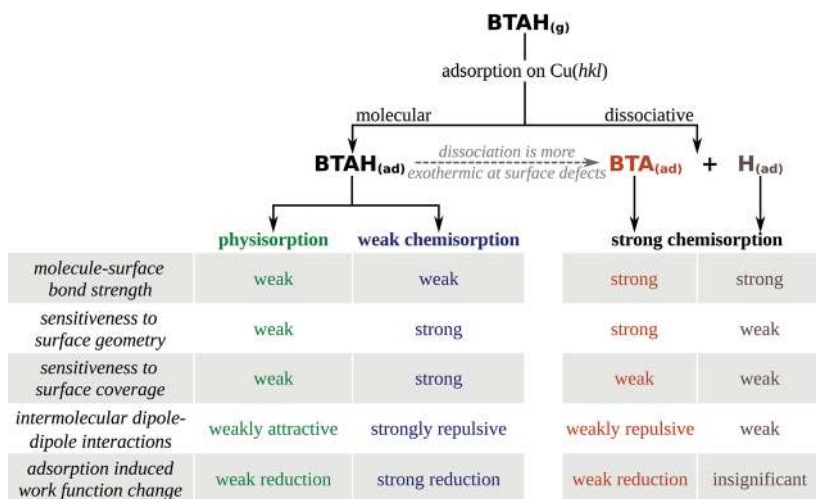 BTAH(g)
adsorption on Cu(hkl)
molecular dissociative
BTAH(ad) dissociation is more BTA(ad) + H(ad)
exothermic at surface defects
physisorption weak chemisorption strong chemisorption
molecule-surface
bond strength weak weak strong strong
sensitiveness to
surface geometry weak strong strong weak
sensitiveness to
surface coverage weak strong weak weak
intermolecular dipole-
dipole interactions weakly attractive strongly repulsive weakly repulsive weak
adsorption induced
work function change weak reduction strong reduction weak reduction insignificant